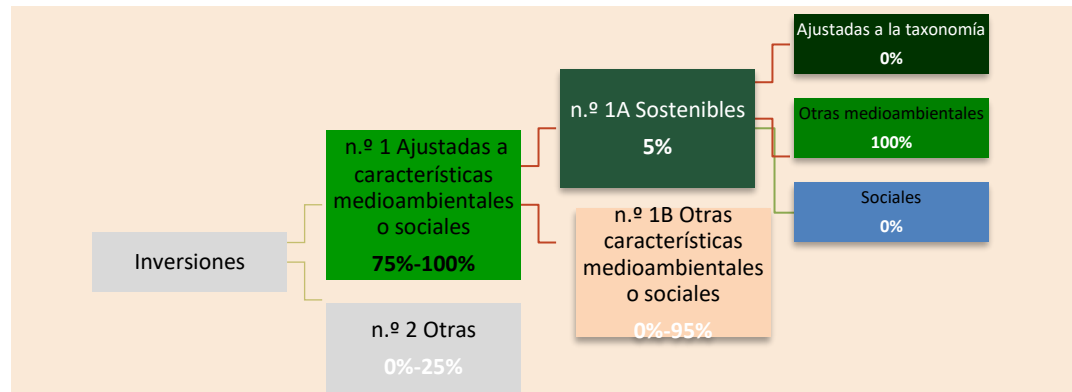 Inversiones
n.º 1 Ajustadas a
características
medioambientales
o sociales
75%-100%
n.º 2 Otras
0%-25%
n.º 1A Sostenibles
5%
n.º 1B Otras
características
medioambientales
o sociales
0%-95%
Ajustadas a la taxonomía
0%
Otras medioambientales
100%
Sociales
0%